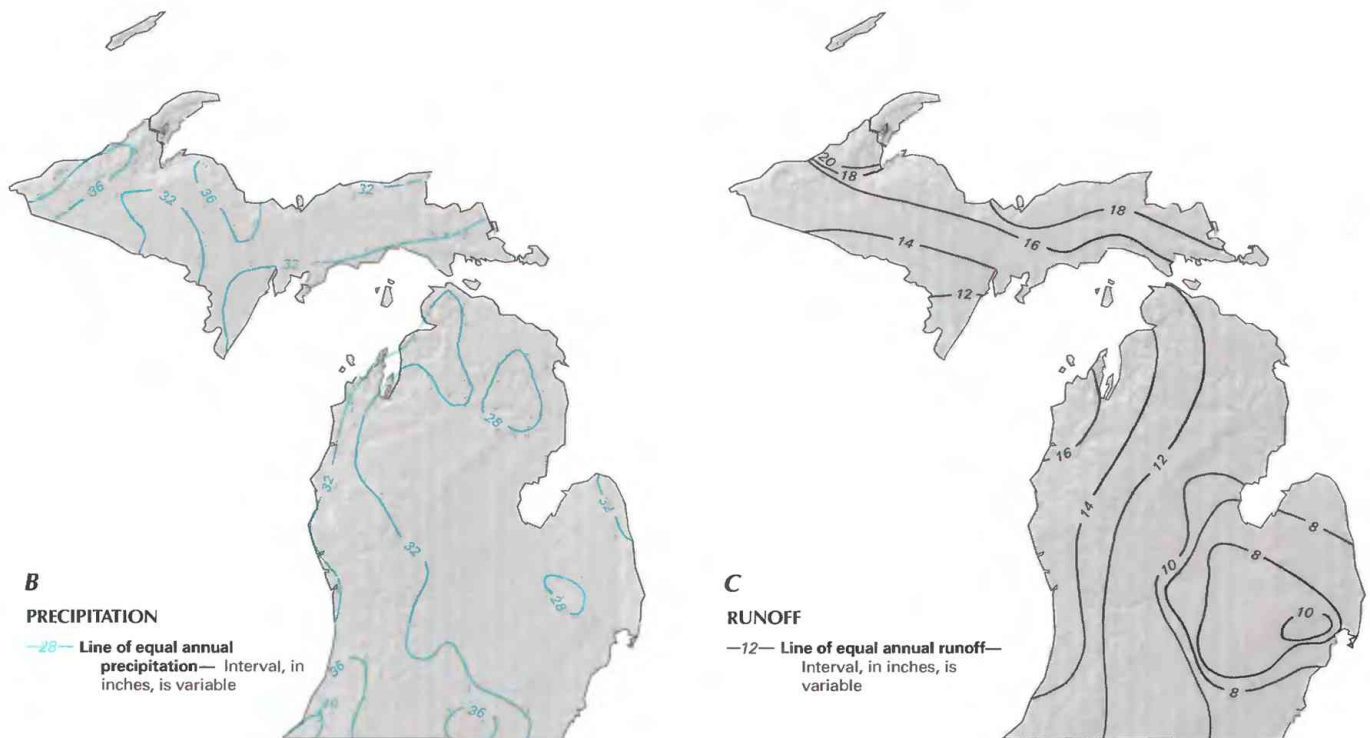 36
32
36
32
32
28
32
32
32
28
36
36
B
PRECIPITATION
—28— Line of equal annual
precipitation— Interval, in
inches, is variable
20
18
18
14
16
12
16
12
14
8
10
8
10
8
C
RUNOFF
—12— Line of equal annual runoff—
Interval, in inches, is
variable